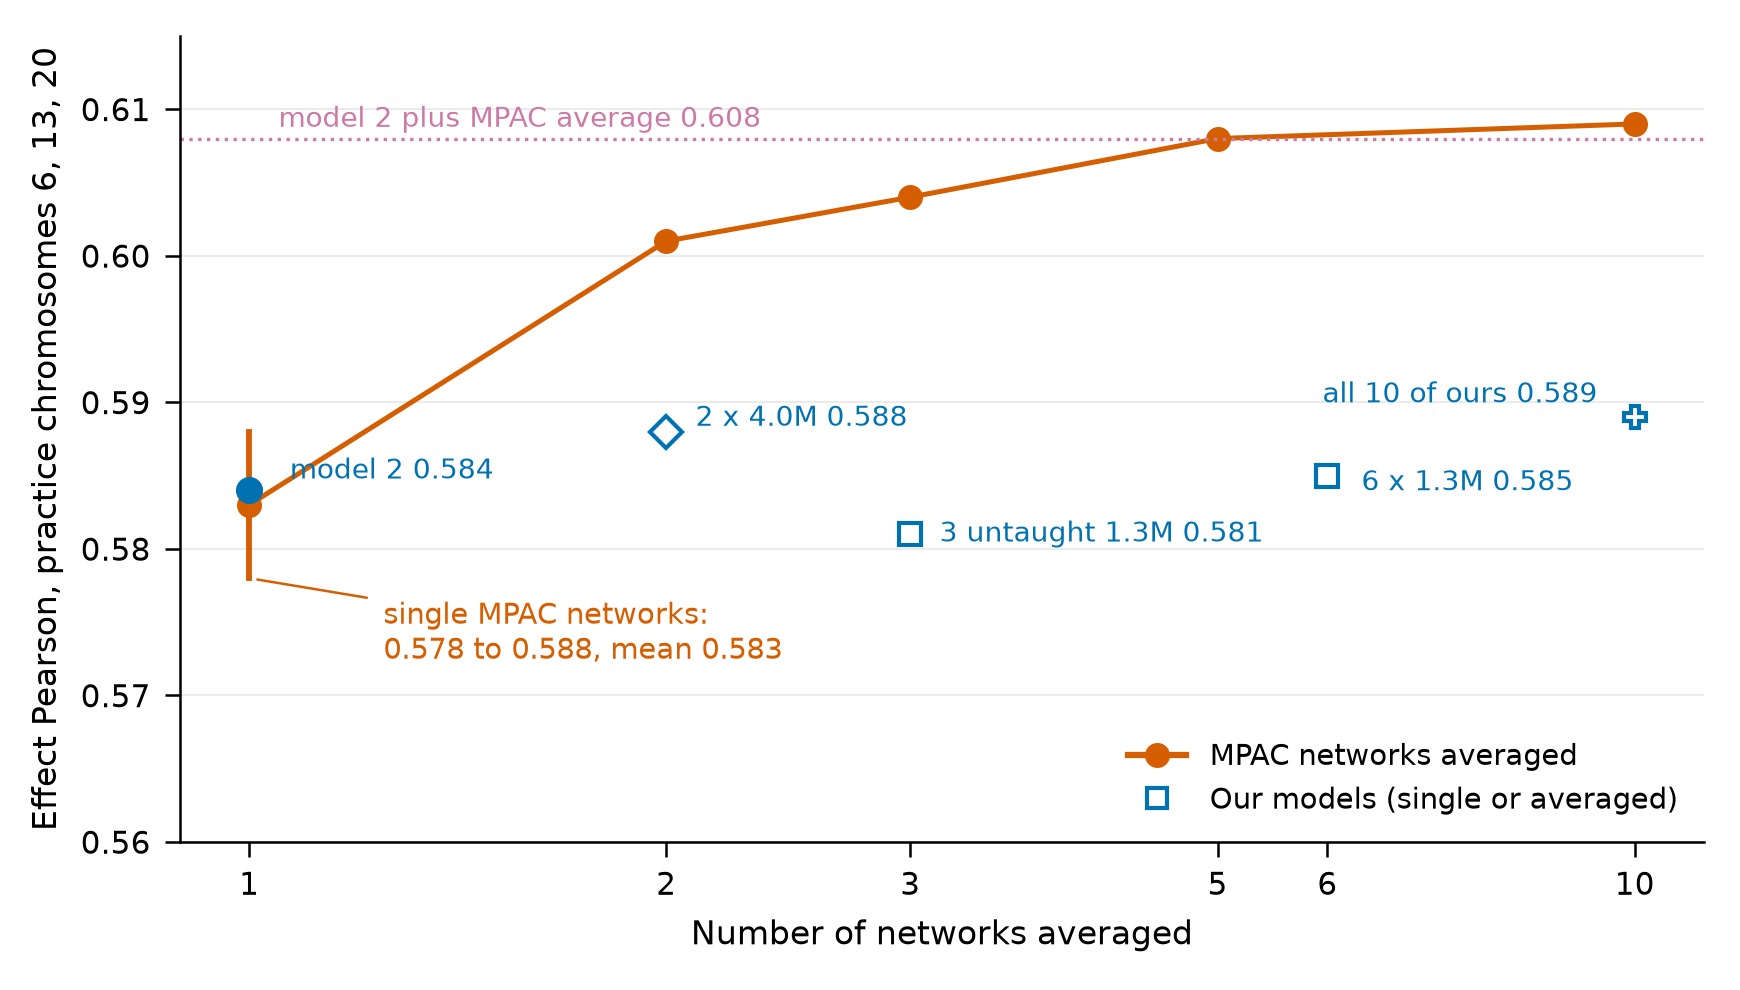 Effect Pearson, practice chromosomes 6, 13, 20
0.61
0.60
0.59
0.58
0.57
0.56
model 2 plus MPAC average 0.608
all 10 of ours 0.589
2 x 4.0M 0.588
model 2 0.584
6 x 1.3M 0.585
3 untaught 1.3M 0.581
single MPAC networks:
0.578 to 0.588, mean 0.583
MPAC networks averaged
Our models (single or averaged)
1 2 3 5 6 10
Number of networks averaged